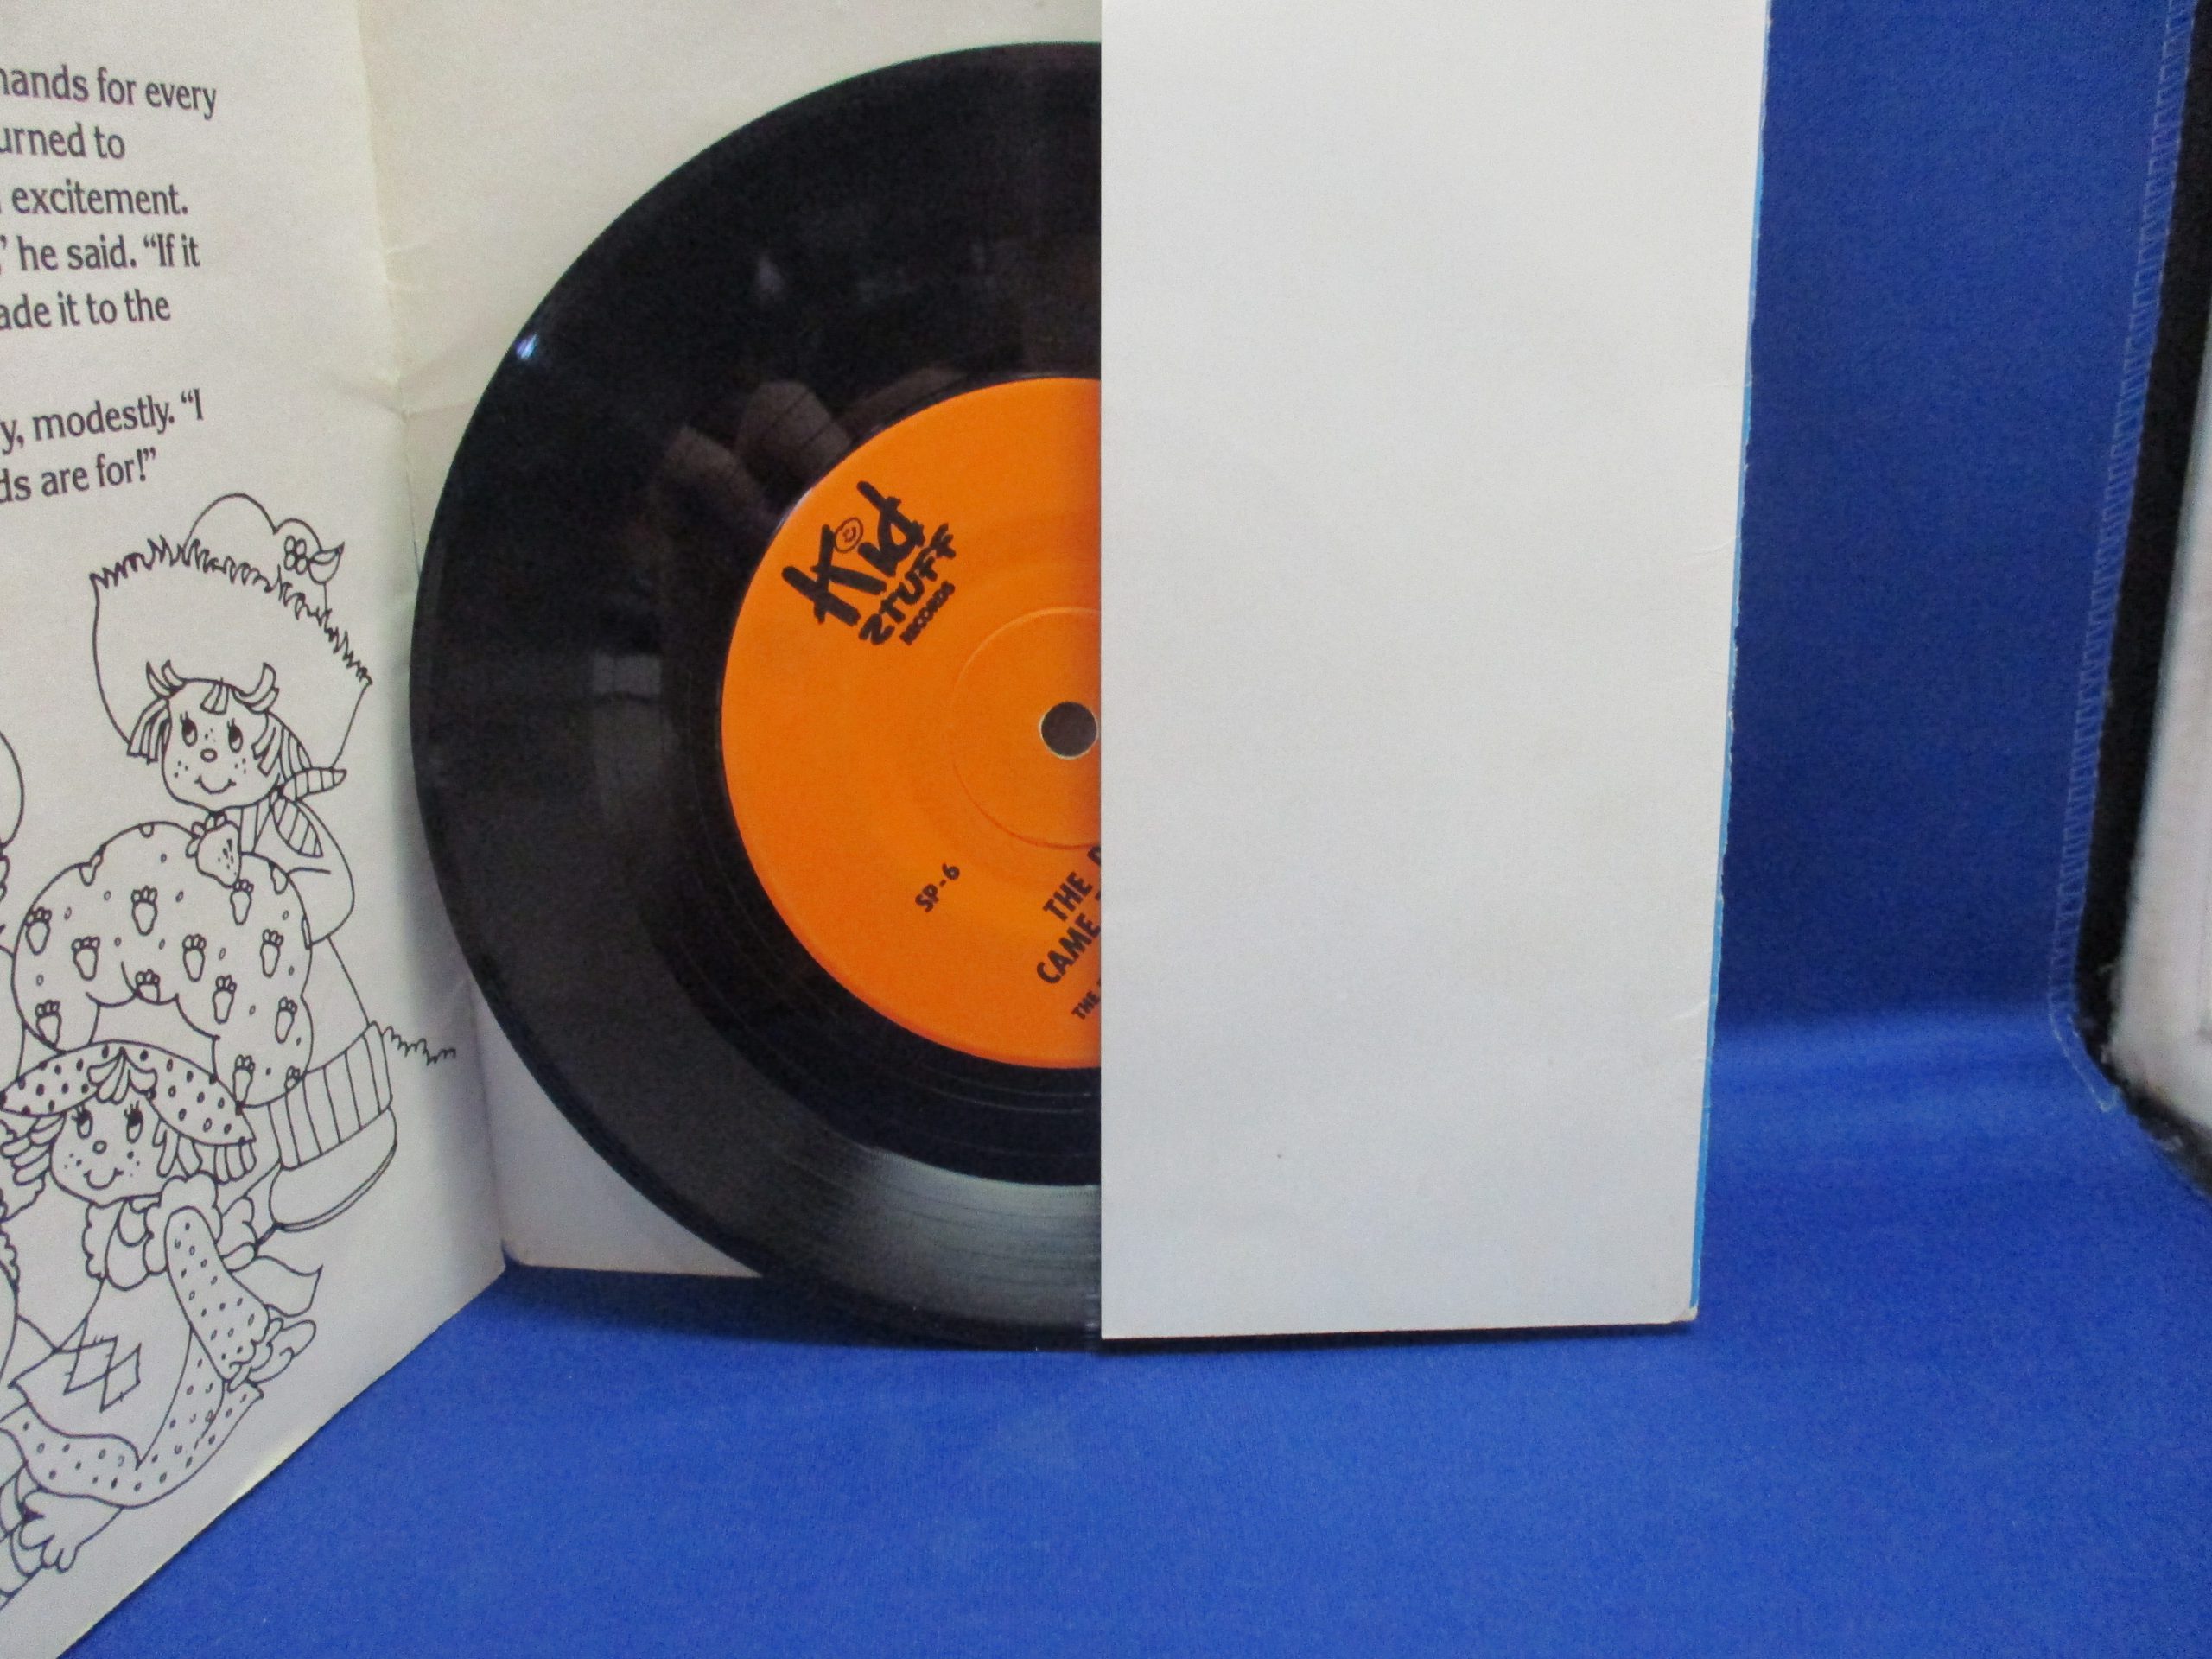 hands for every
urned to
excitement.
he said. “If it
ade it to the
y, modestly. “I
ds are for!”
Kid
STUFF
RECORDS
SP-6
THE
CAME
THE